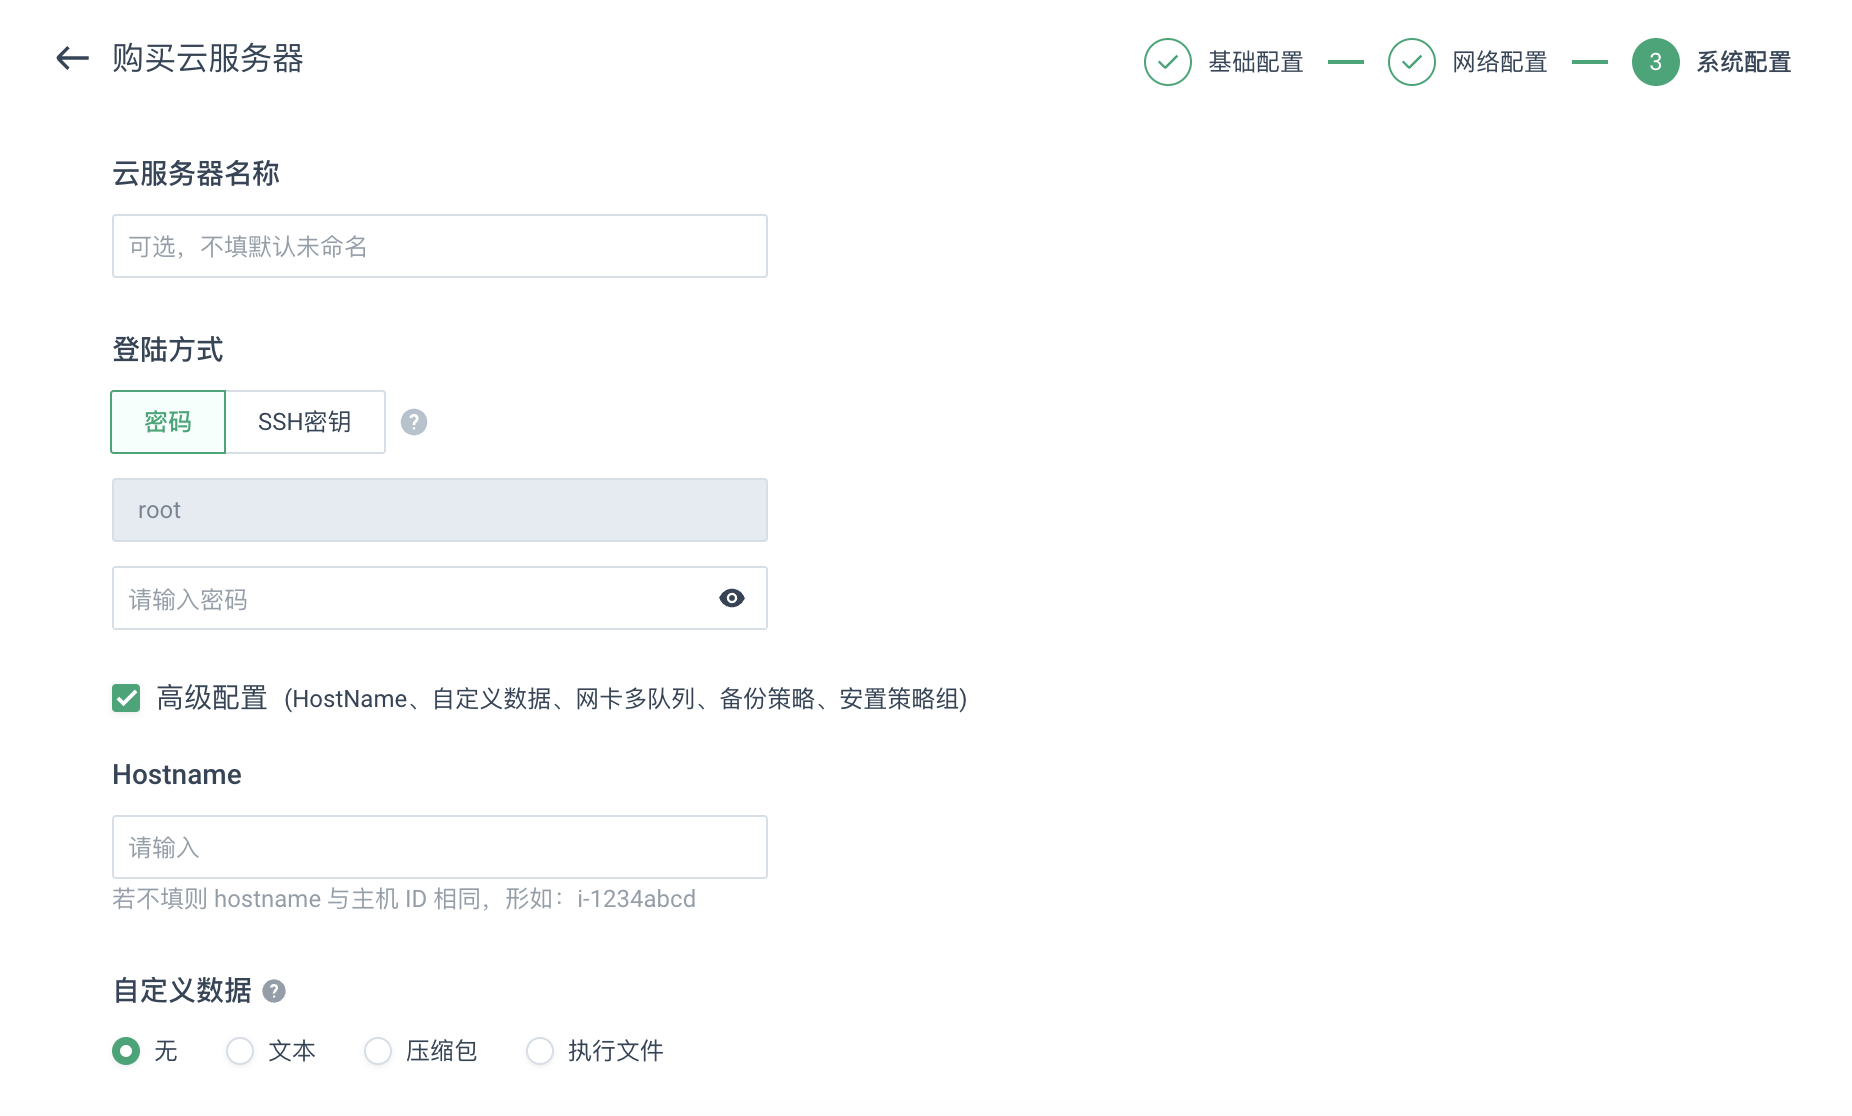 购买云服务器
基础配置
网络配置
3 系统配置
云服务器名称
可选，不填默认未命名
登陆方式
密码
SSH密钥
?
root
请输入密码
高级配置 (HostName、自定义数据、网卡多队列、备份策略、安置策略组)
Hostname
请输入
若不填则 hostname 与主机 ID 相同，形如：i-1234abcd
自定义数据 ?
无
文本
压缩包
执行文件